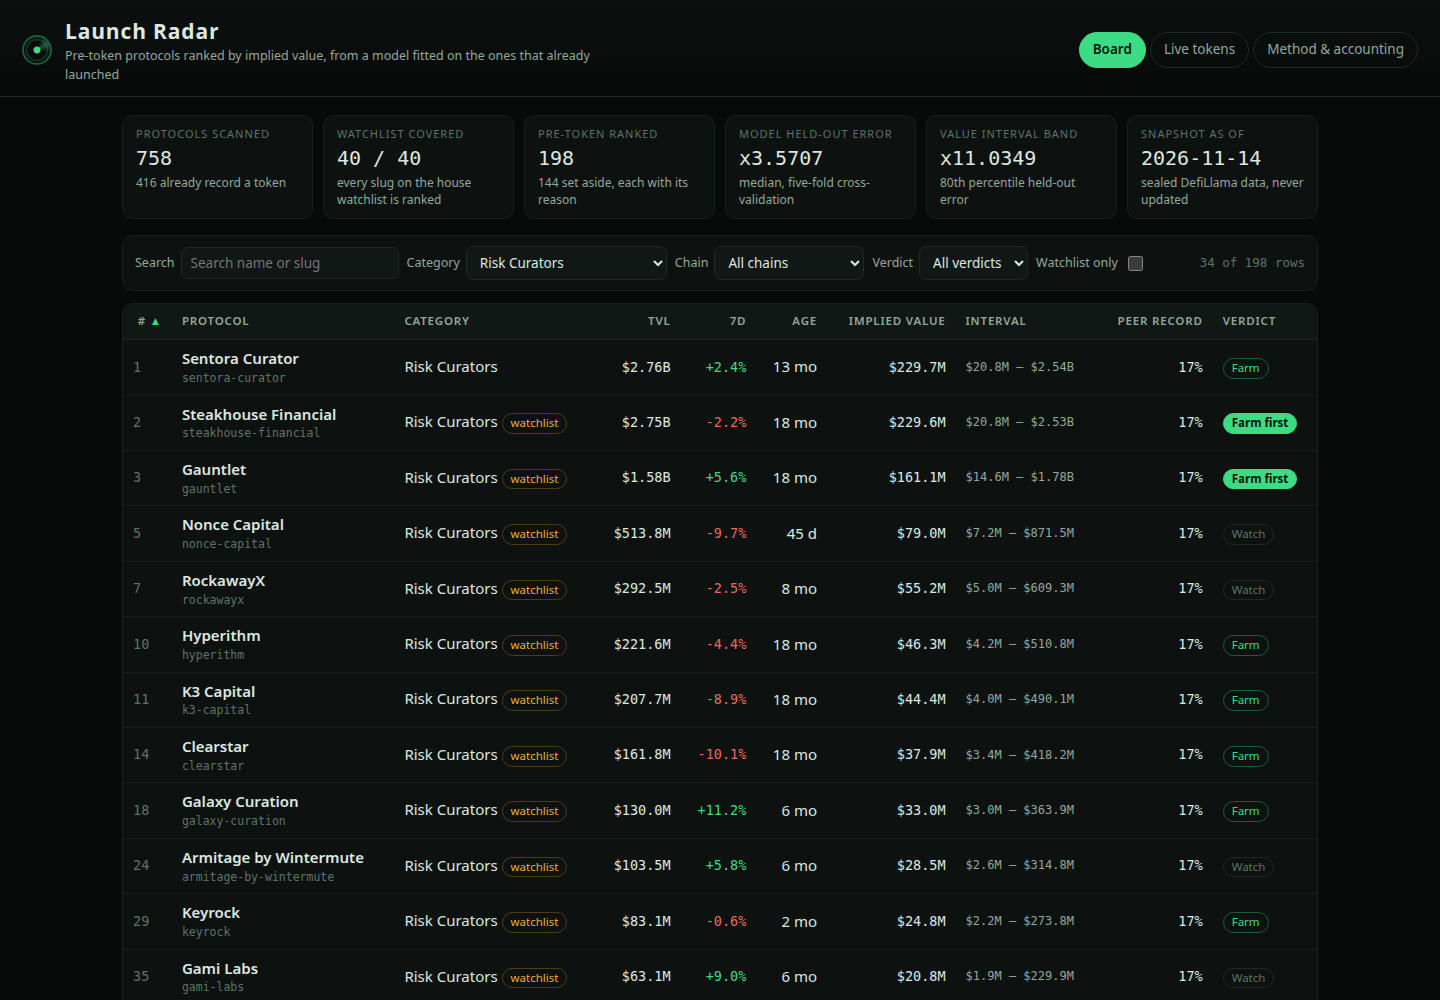 Launch Radar
Pre-token protocols ranked by implied value, from a model fitted on the ones that already
launched
Board
Live tokens
Method & accounting
PROTOCOLS SCANNED
758
416 already record a token
WATCHLIST COVERED
40 / 40
every slug on the house
watchlist is ranked
PRE-TOKEN RANKED
198
144 set aside, each with its
reason
MODEL HELD-OUT ERROR
x3.5707
median, five-fold cross-
validation
VALUE INTERVAL BAND
x11.0349
80th percentile held-out
error
SNAPSHOT AS OF
2026-11-14
sealed DefiLlama data, never
updated
Search Search name or slug Category Risk Curators Chain All chains Verdict All verdicts Watchlist only 34 of 198 rows
# ▲ PROTOCOL CATEGORY TVL 7D AGE IMPLIED VALUE INTERVAL PEER RECORD VERDICT
1 Sentora Curator Risk Curators $2.76B +2.4% 13 mo $229.7M $20.8M — $2.54B 17% Farm
sentora-curator
2 Steakhouse Financial Risk Curators watchlist $2.75B -2.2% 18 mo $229.6M $20.8M — $2.53B 17% Farm first
steakhouse-financial
3 Gauntlet Risk Curators watchlist $1.58B +5.6% 18 mo $161.1M $14.6M — $1.78B 17% Farm first
gauntlet
5 Nonce Capital Risk Curators watchlist $513.8M -9.7% 45 d $79.0M $7.2M — $871.5M 17% Watch
nonce-capital
7 RockawayX Risk Curators watchlist $292.5M -2.5% 8 mo $55.2M $5.0M — $609.3M 17% Watch
rockawayx
10 Hyperithm Risk Curators watchlist $221.6M -4.4% 18 mo $46.3M $4.2M — $510.8M 17% Farm
hyperithm
11 K3 Capital Risk Curators watchlist $207.7M -8.9% 18 mo $44.4M $4.0M — $490.1M 17% Farm
k3-capital
14 Clearstar Risk Curators watchlist $161.8M -10.1% 18 mo $37.9M $3.4M — $418.2M 17% Farm
clearstar
18 Galaxy Curation Risk Curators watchlist $130.0M +11.2% 6 mo $33.0M $3.0M — $363.9M 17% Farm
galaxy-curation
24 Armitage by Wintermute Risk Curators watchlist $103.5M +5.8% 6 mo $28.5M $2.6M — $314.8M 17% Watch
armitage-by-wintermute
29 Keyrock Risk Curators watchlist $83.1M -0.6% 2 mo $24.8M $2.2M — $273.8M 17% Farm
keyrock
35 Gami Labs Risk Curators watchlist $63.1M +9.0% 6 mo $20.8M $1.9M — $229.9M 17% Watch
gami-labs